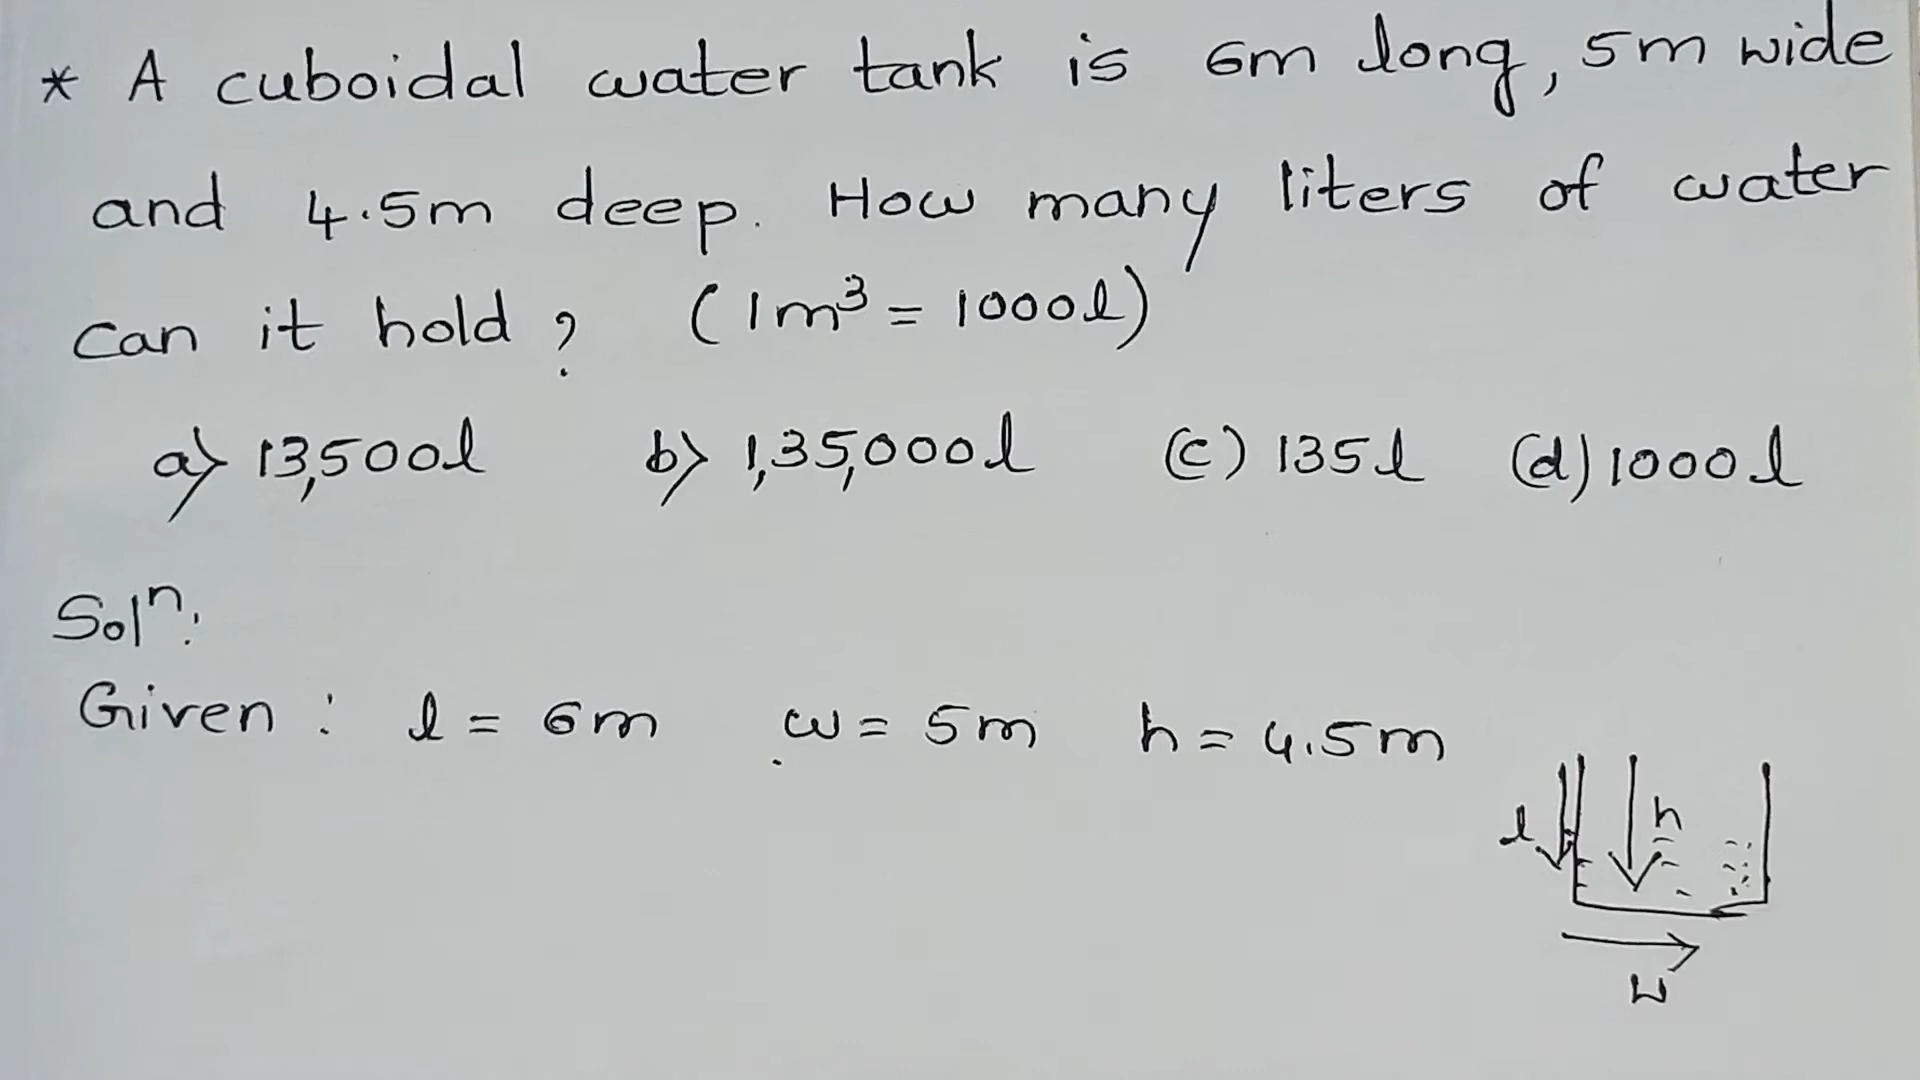 * A cuboidal water tank is 6m long, 5m wide
and 4.5m deep. How many liters of water
can it hold? (1m³ = 1000l)
a) 13,500l b) 1,35,000l (c) 135l (d) 1000l
Solⁿ:
Given : l = 6m w = 5m h = 4.5m
l h
w